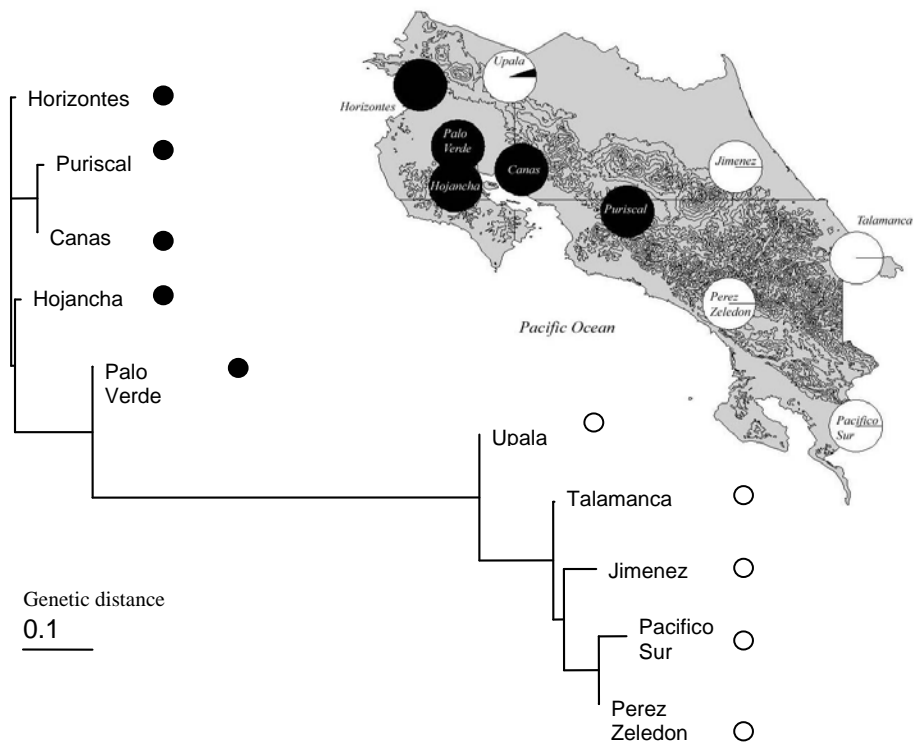 Horizontes
Puriscal
Canas
Hojancha
Palo
Verde
Upala
Talamanca
Jimenez
Pacifico
Sur
Perez
Zeledon
Genetic distance
0.1
Upala
Horizontes
Palo
Verde
Canas
Hojancha
Puriscal
Jimenez
Talamanca
Perez
Zeledon
Pacific Ocean
Pacifico
Sur